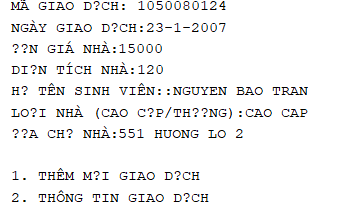 MÃ GIAO D?CH: 1050080124
NGÀY GIAO D?CH:23-1-2007
??N GIÁ NHÀ:15000
DI?N TÍCH NHÀ:120
H? TÊN SINH VIÊN::NGUYEN BAO TRAN
LO?I NHÀ (CAO C?P/TH??NG):CAO CAP
??A CH? NHÀ:551 HUONG LO 2
1. THÊM M?I GIAO D?CH
2. THÔNG TIN GIAO D?CH